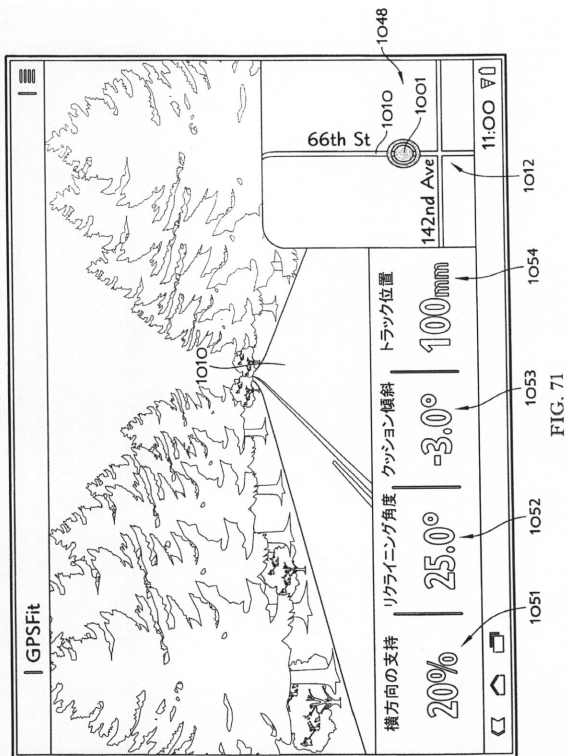 GPSFit
1010
66th St
1010
1048
1001
142nd Ave
1012
横方向の支持
リクライニング角度
クッション傾斜
トラック位置
20%
25.0°
-3.0°
100mm
1051
1052
1053
1054
11:00
FIG. 71